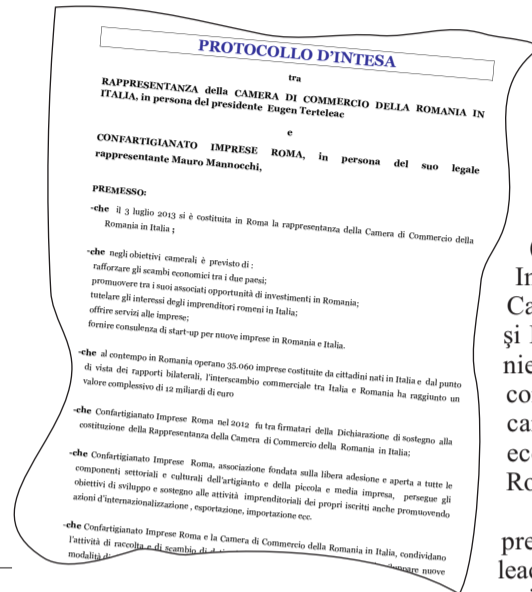 PROTOCOLLO D'INTESA
tra
RAPPRESENTANZA della CAMERA DI COMMERCIO DELLA ROMANIA IN
ITALIA, in persona del presidente Eugen Terteleac
e
CONFARTIGIANATO IMPRESE ROMA, in persona del suo legale
rappresentante Mauro Mannocchi,
PREMESSO:
-che il 3 luglio 2013 si è costituita in Roma la rappresentanza della Camera di Commercio della
Romania in Italia ;
-che negli obiettivi camerali è previsto di :
rafforzare gli scambi economici tra i due paesi;
promuovere tra i suoi associati opportunità di investimenti in Romania;
tutelare gli interessi degli imprenditori romeni in Italia;
offrire servizi alle imprese;
fornire consulenza di start-up per nuove imprese in Romania e Italia.
-che al contempo in Romania operano 35.060 imprese costituite da cittadini nati in Italia e dal punto
di vista dei rapporti bilaterali, l'interscambio commerciale tra Italia e Romania ha raggiunto un
valore complessivo di 12 miliardi di euro
-che Confartigianato Imprese Roma nel 2012 fu tra firmatari della Dichiarazione di sostegno alla
costituzione della Rappresentanza della Camera di Commercio della Romania in Italia;
-che Confartigianato Imprese Roma, associazione fondata sulla libera adesione e aperta a tutte le
componenti settoriali e culturali dell'artigianto e della piccola e media impresa, persegue gli
obiettivi di sviluppo e sostegno alle attività imprenditoriali dei propri iscritti anche promovendo
azioni d'internazionalizzazione , esportazione, importazione ecc.
-che Confartigianato Imprese Roma e la Camera di Commercio della Romania in Italia, condividano
l'attività di raccolta e di scambio di nuove
modalità
(
In
Ca
și
nie
co
ca
ec
Ro
pre
lead